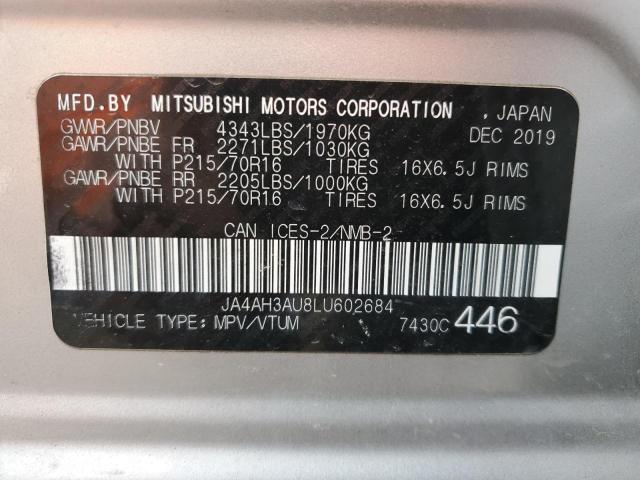 MFD.BY MITSUBISHI MOTORS CORPORATION , JAPAN
GVWR/PNBV 4343LBS/1970KG DEC 2019
GAWR/PNBE FR 2271LBS/1030KG
WITH P215/70R16 TIRES 16X6.5J RIMS
GAWR/PNBE RR 2205LBS/1000KG
WITH P215/70R16 TIRES 16X6.5J RIMS
CAN ICES-2/NMB-2
JA4AH3AU8LU602684
VEHICLE TYPE: MPV/VTUM 7430C 446